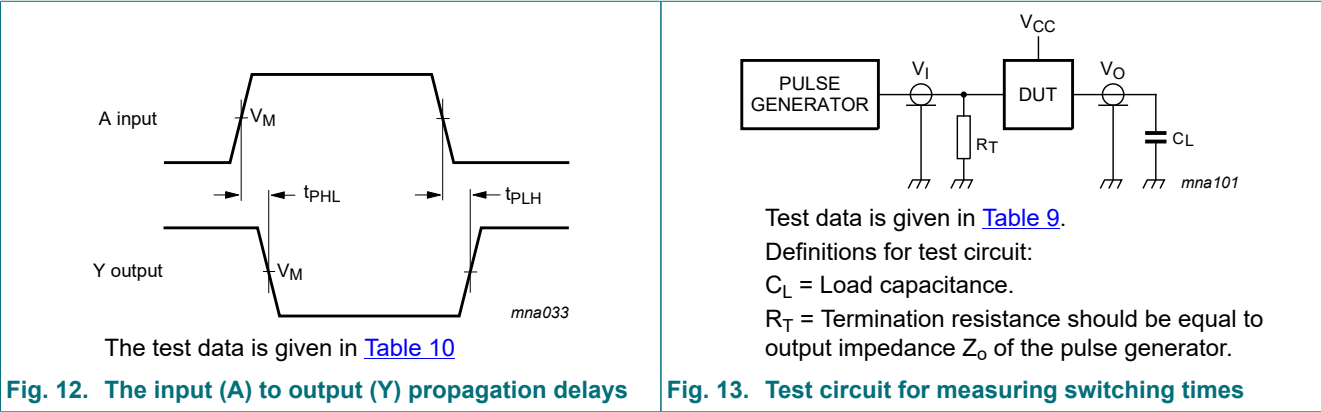 A input
V_M
t_PHL
t_PLH
Y output
V_M
mna033
The test data is given in Table 10
Fig. 12. The input (A) to output (Y) propagation delays
V_CC
PULSE
GENERATOR
V_I
DUT
V_O
R_T
C_L
mna101
Test data is given in Table 9.
Definitions for test circuit:
C_L = Load capacitance.
R_T = Termination resistance should be equal to
output impedance Z_o of the pulse generator.
Fig. 13. Test circuit for measuring switching times